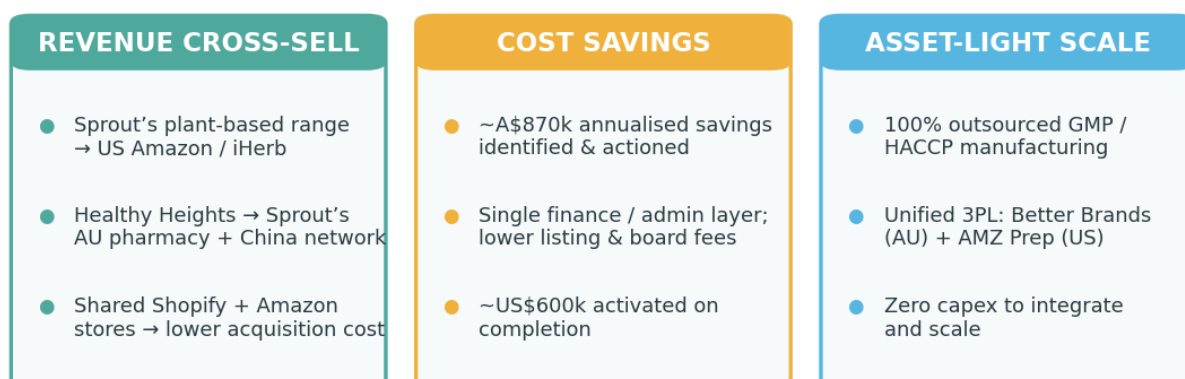 REVENUE CROSS-SELL
Sprout’s plant-based range
→ US Amazon / iHerb
Healthy Heights → Sprout’s
AU pharmacy + China network
Shared Shopify + Amazon
stores → lower acquisition cost
COST SAVINGS
~A$870k annualised savings
identified & actioned
Single finance / admin layer;
lower listing & board fees
~US$600k activated on
completion
ASSET-LIGHT SCALE
100% outsourced GMP /
HACCP manufacturing
Unified 3PL: Better Brands
(AU) + AMZ Prep (US)
Zero capex to integrate
and scale